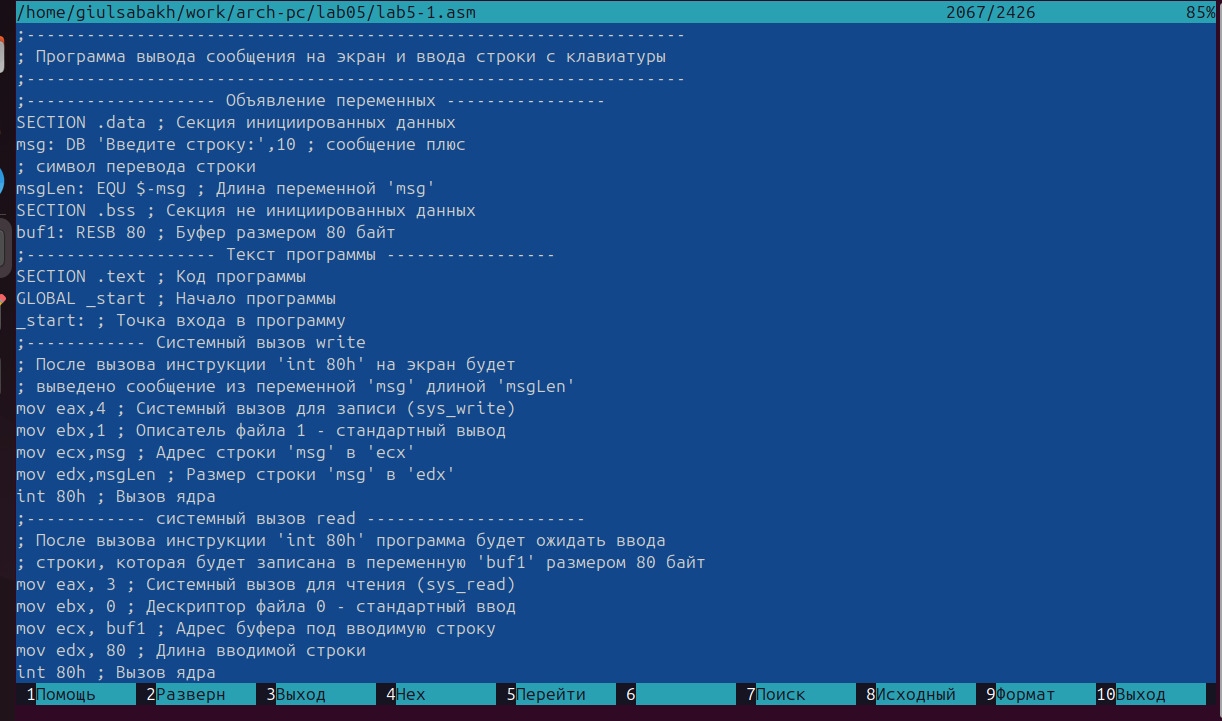 /home/giulsabakh/work/arch-pc/lab05/lab5-1.asm 2067/2426 85%
;------------------------------------------------------------------
; Программа вывода сообщения на экран и ввода строки с клавиатуры
;------------------------------------------------------------------
;------------------- Объявление переменных ----------------
SECTION .data ; Секция инициированных данных
msg: DB 'Введите строку:',10 ; сообщение плюс
; символ перевода строки
msgLen: EQU $-msg ; Длина переменной 'msg'
SECTION .bss ; Секция не инициированных данных
buf1: RESB 80 ; Буфер размером 80 байт
;------------------- Текст программы -----------------
SECTION .text ; Код программы
GLOBAL _start ; Начало программы
_start: ; Точка входа в программу
;------------ Системный вызов write
; После вызова инструкции 'int 80h' на экран будет
; выведено сообщение из переменной 'msg' длиной 'msgLen'
mov eax,4 ; Системный вызов для записи (sys_write)
mov ebx,1 ; Описатель файла 1 - стандартный вывод
mov ecx,msg ; Адрес строки 'msg' в 'ecx'
mov edx,msgLen ; Размер строки 'msg' в 'edx'
int 80h ; Вызов ядра
;------------ системный вызов read ----------------------
; После вызова инструкции 'int 80h' программа будет ожидать ввода
; строки, которая будет записана в переменную 'buf1' размером 80 байт
mov eax, 3 ; Системный вызов для чтения (sys_read)
mov ebx, 0 ; Дескриптор файла 0 - стандартный ввод
mov ecx, buf1 ; Адрес буфера под вводимую строку
mov edx, 80 ; Длина вводимой строки
int 80h ; Вызов ядра
1Помощь 2Разверн 3Выход 4Hex 5Перейти 6 7Поиск 8Исходный 9Формат 10Выход